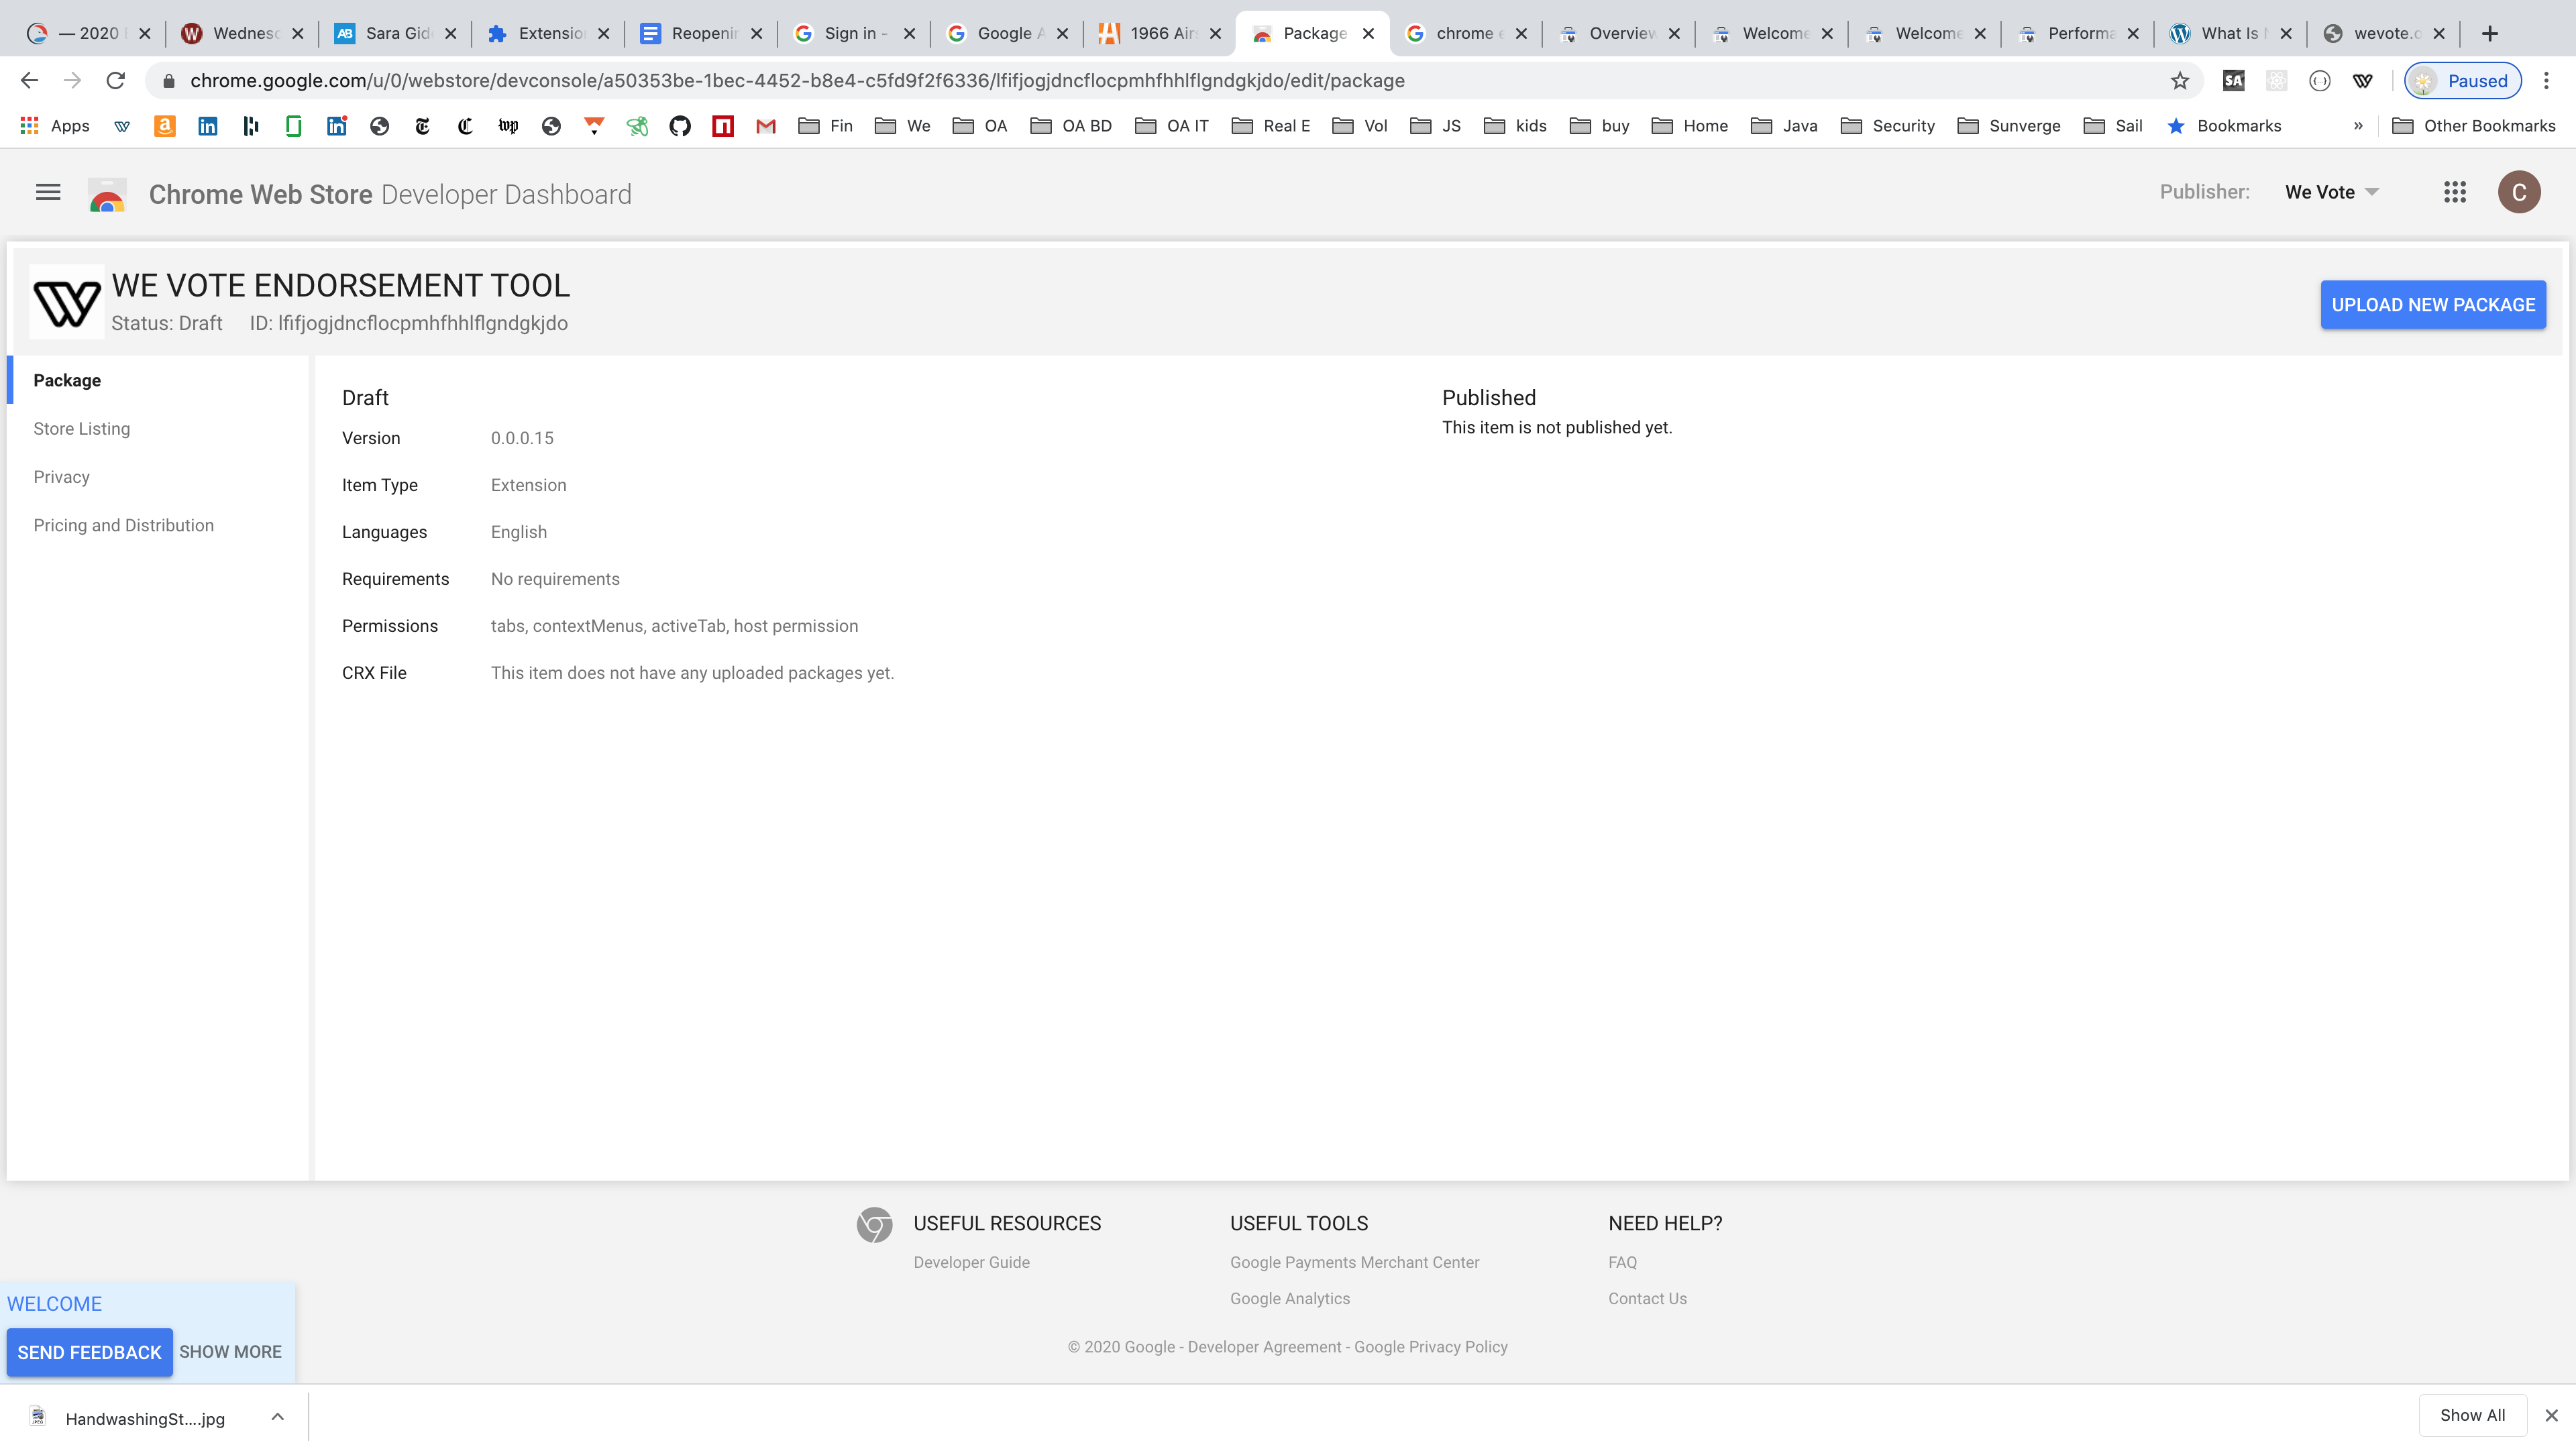 — 2020
Wednes
Sara Gid
Extensio
Reopenin
Sign in -
Google A
1966 Air
Package
chrome e
Overview
Welcome
Welcome
Performa
What Is
wevote.o
chrome.google.com/u/0/webstore/devconsole/a50353be-1bec-4452-b8e4-c5fd9f2f6336/lfifjogjdncflocpmhfhhlflgndgkjdo/edit/package
Paused
Apps Fin We OA OA BD OA IT Real E Vol JS kids buy Home Java Security Sunverge Sail Bookmarks » Other Bookmarks
Chrome Web Store Developer Dashboard
Publisher: We Vote
C
WE VOTE ENDORSEMENT TOOL
Status: Draft ID: lfifjogjdncflocpmhfhhlflgndgkjdo
UPLOAD NEW PACKAGE
Package
Store Listing
Privacy
Pricing and Distribution
Draft
Version 0.0.0.15
Item Type Extension
Languages English
Requirements No requirements
Permissions tabs, contextMenus, activeTab, host permission
CRX File This item does not have any uploaded packages yet.
Published
This item is not published yet.
USEFUL RESOURCES
Developer Guide
USEFUL TOOLS
Google Payments Merchant Center
Google Analytics
NEED HELP?
FAQ
Contact Us
© 2020 Google - Developer Agreement - Google Privacy Policy
WELCOME
SEND FEEDBACK SHOW MORE
HandwashingSt....jpg
Show All